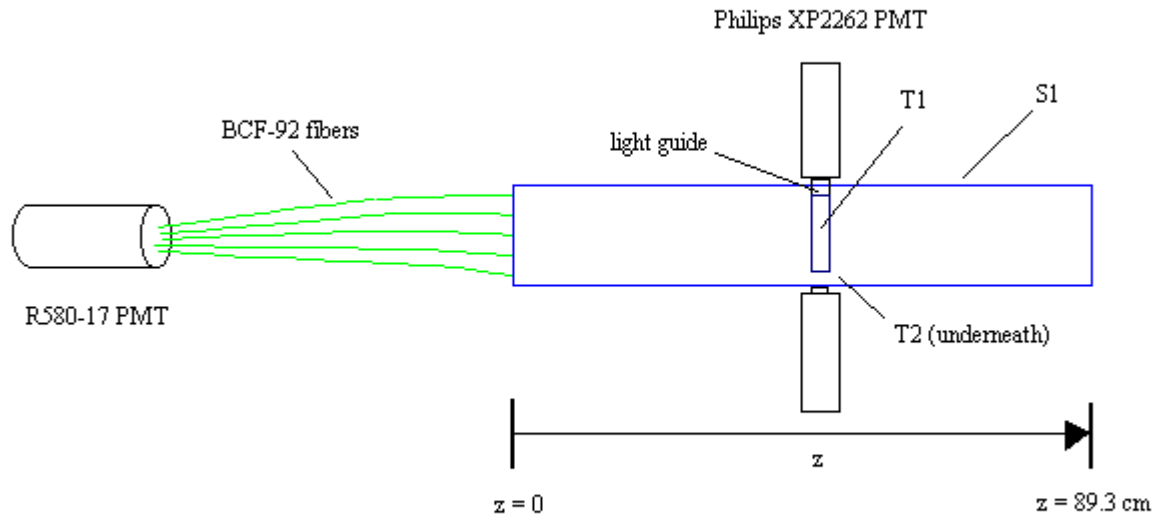 Philips XP2262 PMT
T1
S1
BCF-92 fibers
light guide
R580-17 PMT
T2 (underneath)
z
z = 0
z = 89.3 cm